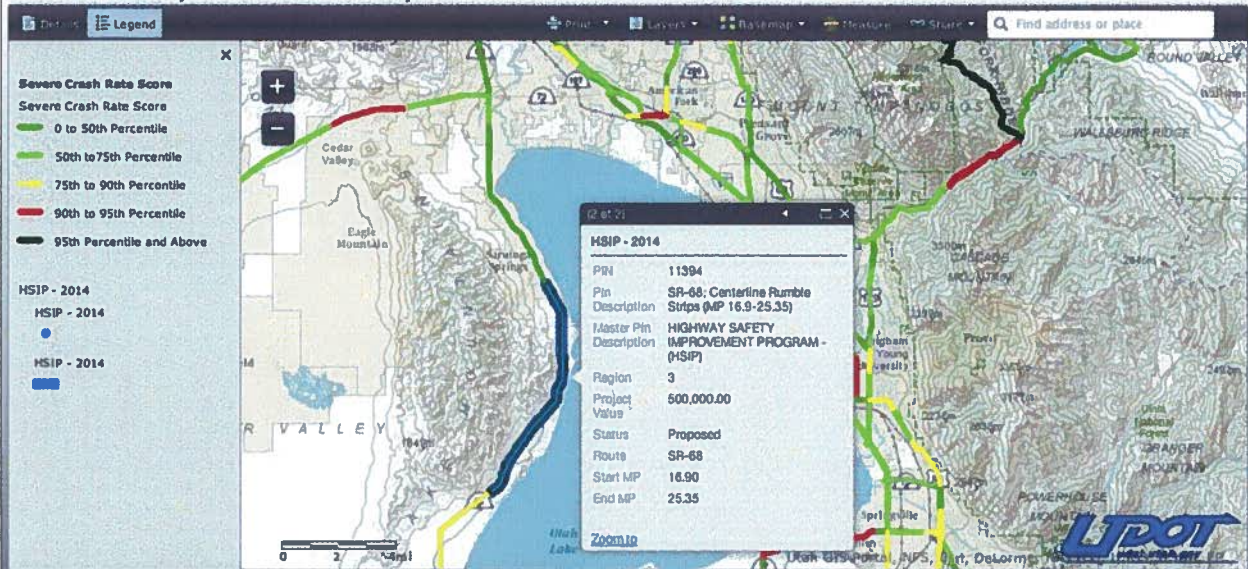 Details
Legend
Print
Layers
Basemap
Measure
Share
Find address or place
Severe Crash Rate Score
Severe Crash Rate Score
0 to 50th Percentile
50th to75th Percentile
75th to 90th Percentile
90th to 95th Percentile
95th Percentile and Above
HSIP - 2014
HSIP - 2014
HSIP - 2014
+
−
Cedar
Valley
Eagle
Mountain
Saratoga
Springs
American
Fork
Pleasant
Grove
ROUND VALLEY
WALLSBURG RIDGE
CASCADE
MOUNTAIN
Provo
Young
University
GRANGER
MOUNTAIN
POWERHOUSE
Springville
R VALLEY
Utah
Lake
(2 of 2)
HSIP - 2014
PIN 11394
Pin Description SR-68; Centerline Rumble
Strips (MP 16.9-25.35)
Master Pin Description HIGHWAY SAFETY
IMPROVEMENT PROGRAM -
(HSIP)
Region 3
Project Value 500,000.00
Status Proposed
Route SR-68
Start MP 16.90
End MP 25.35
Zoom to
UDOT